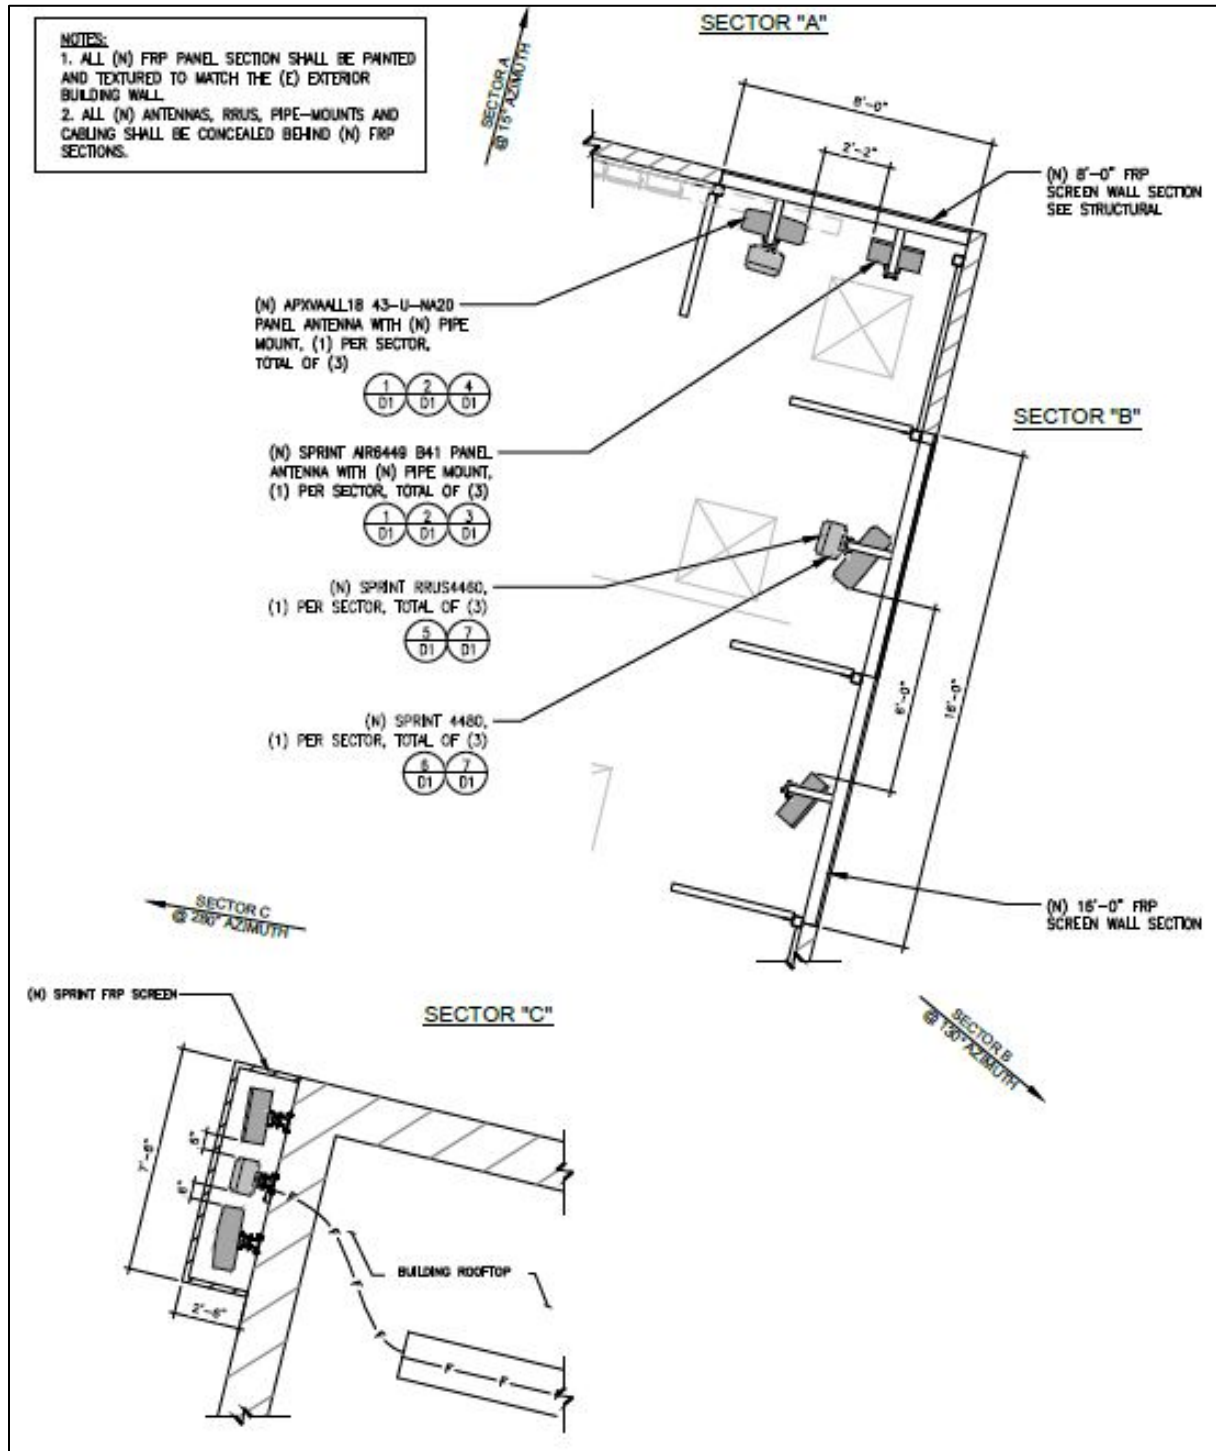 NOTES:
1. ALL (N) FRP PANEL SECTION SHALL BE PAINTED
AND TEXTURED TO MATCH THE (E) EXTERIOR
BUILDING WALL
2. ALL (N) ANTENNAS, RRUS, PIPE-MOUNTS AND
CABLING SHALL BE CONCEALED BEHIND (N) FRP
SECTIONS.
SECTOR A
@ 15° AZIMUTH
SECTOR "A"
8'-0"
2'-2"
(N) 8'-0" FRP
SCREEN WALL SECTION
SEE STRUCTURAL
(N) APXVAALL18 43-U-NA20
PANEL ANTENNA WITH (N) PIPE
MOUNT, (1) PER SECTOR,
TOTAL OF (3)
1 2 4
D1 D1 D1
SECTOR "B"
(N) SPRINT AIR6449 B41 PANEL
ANTENNA WITH (N) PIPE MOUNT,
(1) PER SECTOR, TOTAL OF (3)
1 2 3
D1 D1 D1
(N) SPRINT RRUS4460,
(1) PER SECTOR, TOTAL OF (3)
5 7
D1 D1
6'-0"
16'-0"
(N) SPRINT 4480,
(1) PER SECTOR, TOTAL OF (3)
6 7
D1 D1
SECTOR C
@ 280° AZIMUTH
(N) 16'-0" FRP
SCREEN WALL SECTION
(N) SPRINT FRP SCREEN
SECTOR "C"
SECTOR B
@ 130° AZIMUTH
6"
7'-6"
6"
F
F
BUILDING ROOFTOP
F
2'-6"
F
F
F